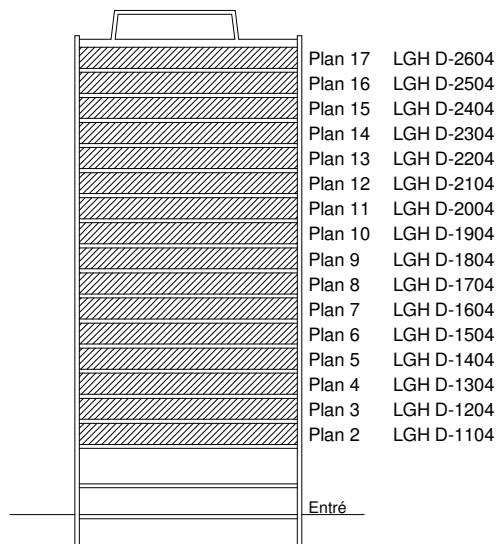 Plan 17 LGH D-2604
Plan 16 LGH D-2504
Plan 15 LGH D-2404
Plan 14 LGH D-2304
Plan 13 LGH D-2204
Plan 12 LGH D-2104
Plan 11 LGH D-2004
Plan 10 LGH D-1904
Plan 9 LGH D-1804
Plan 8 LGH D-1704
Plan 7 LGH D-1604
Plan 6 LGH D-1504
Plan 5 LGH D-1404
Plan 4 LGH D-1304
Plan 3 LGH D-1204
Plan 2 LGH D-1104
Entré